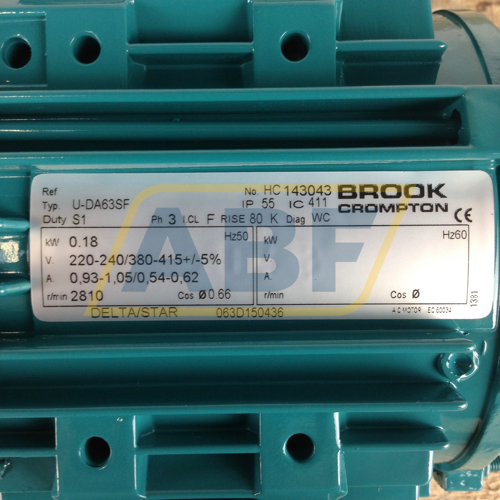 Ref No. HC 143043 BROOK
Typ. U-DA63SF IP 55 IC 411 CROMPTON
Duty S1 Ph 3 I.CL F RISE 80 K Diag WC CE
kW 0.18 Hz50 kW Hz60
V. 220-240/380-415+/-5% V.
A. 0,93-1,05/0,54-0,62 A.
r/min 2810 Cos Ø 0.66 r/min Cos Ø
DELTA/STAR 063D150436 A C MOTOR IEC 60034
1381
ABF